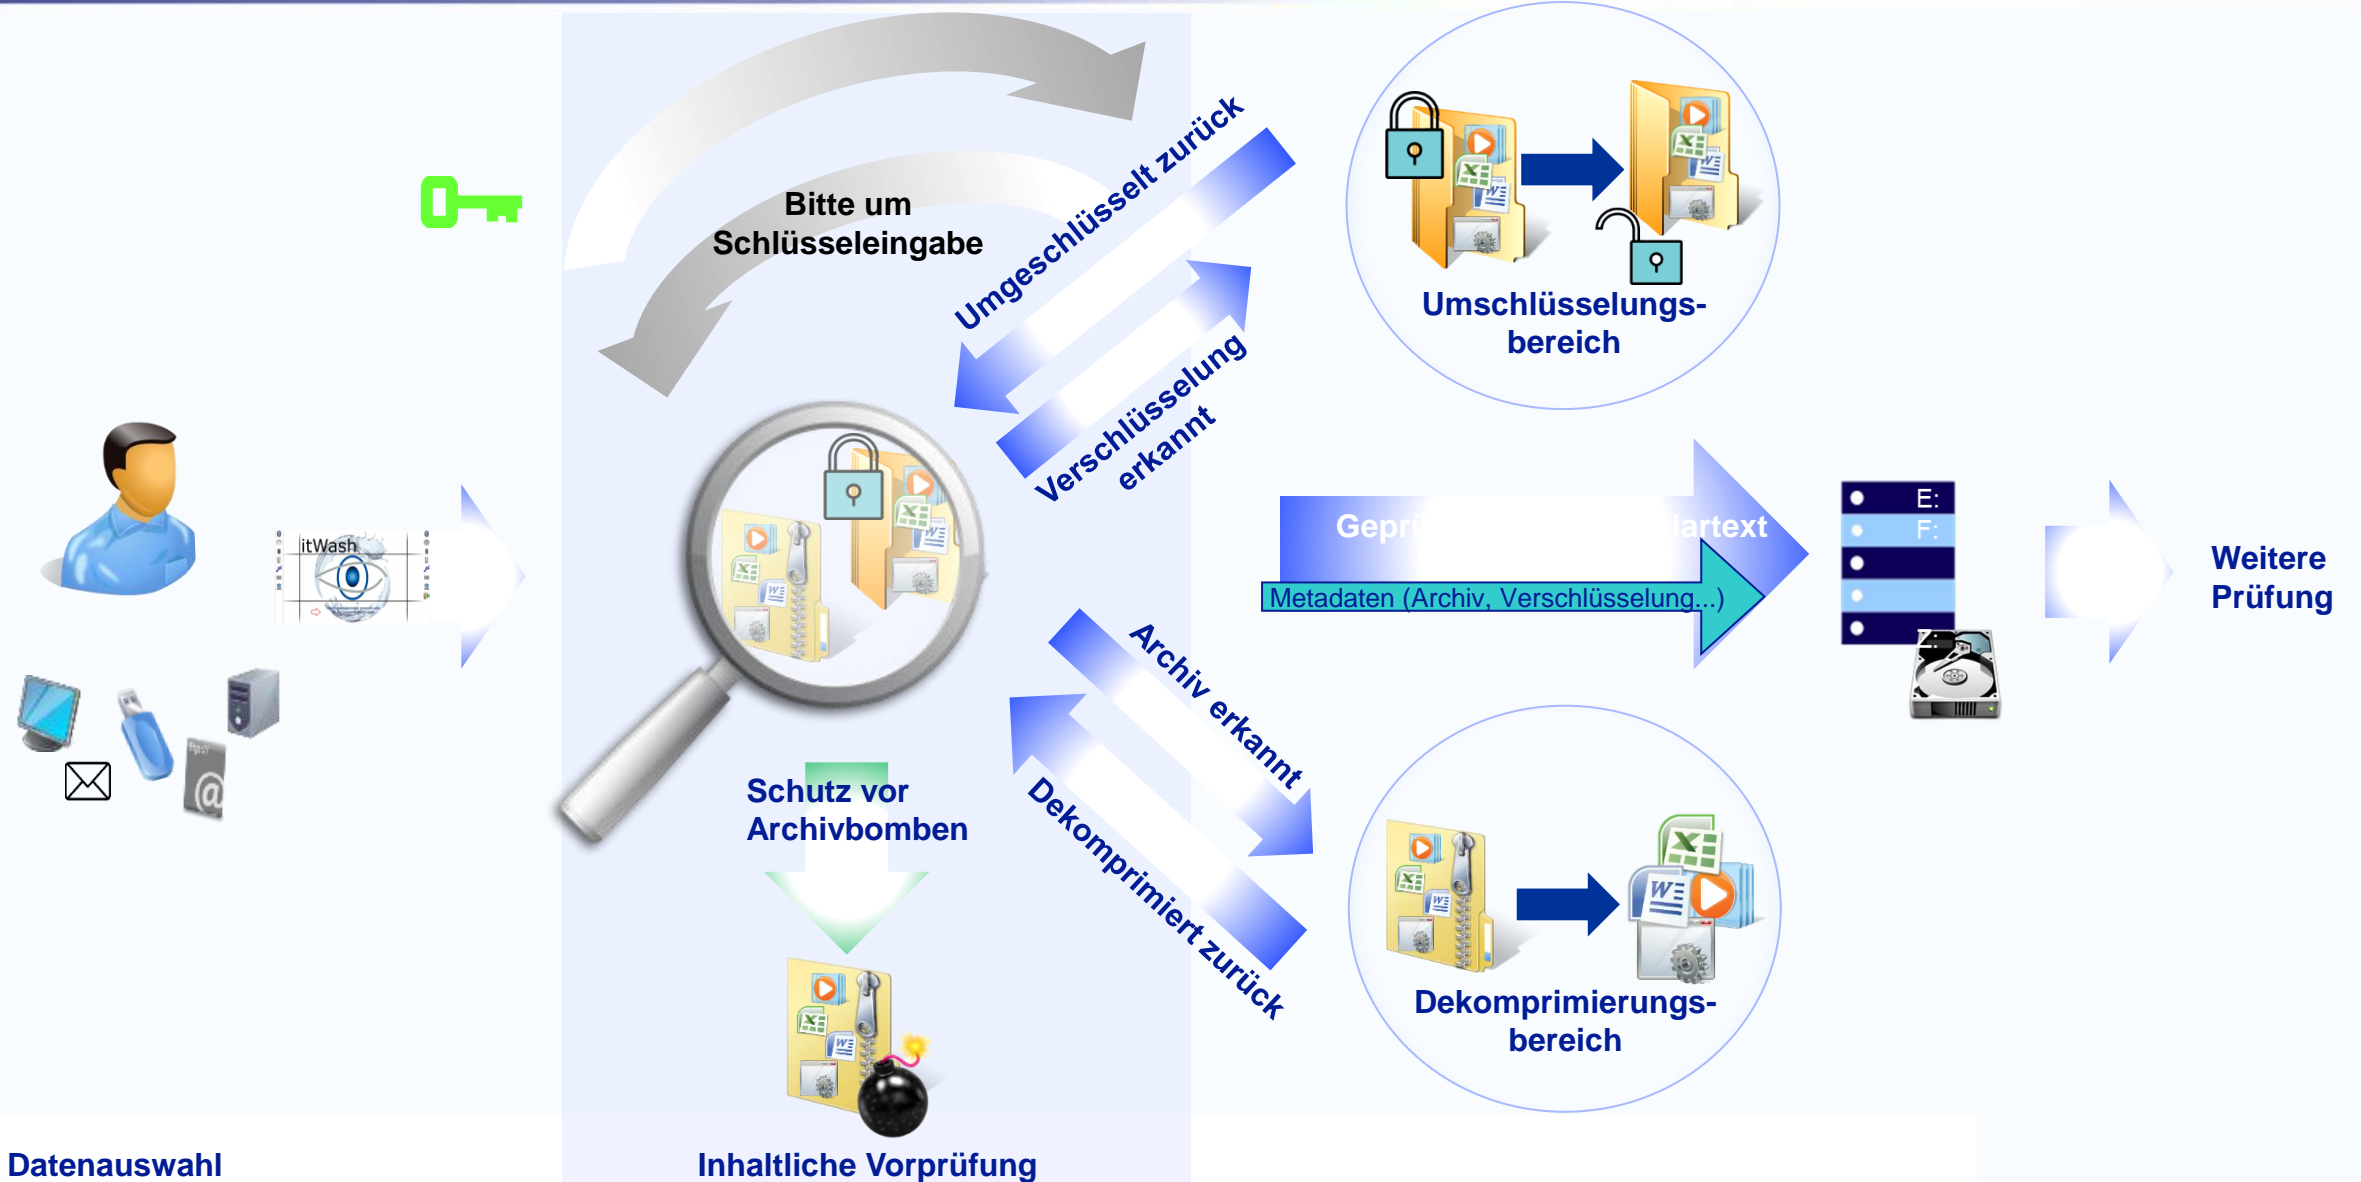 Bitte um
Schlüsseleingabe
Umgeschlüsselt zurück
Verschlüsselung
erkannt
Umschlüsselungs-
bereich
itWash
Metadaten (Archiv, Verschlüsselung...)
E:
F:
Z:
Weitere
Prüfung
Archiv erkannt
Dekomprimiert zurück
Schutz vor
Archivbomben
Dekomprimierungs-
bereich
Datenauswahl
Inhaltliche Vorprüfung